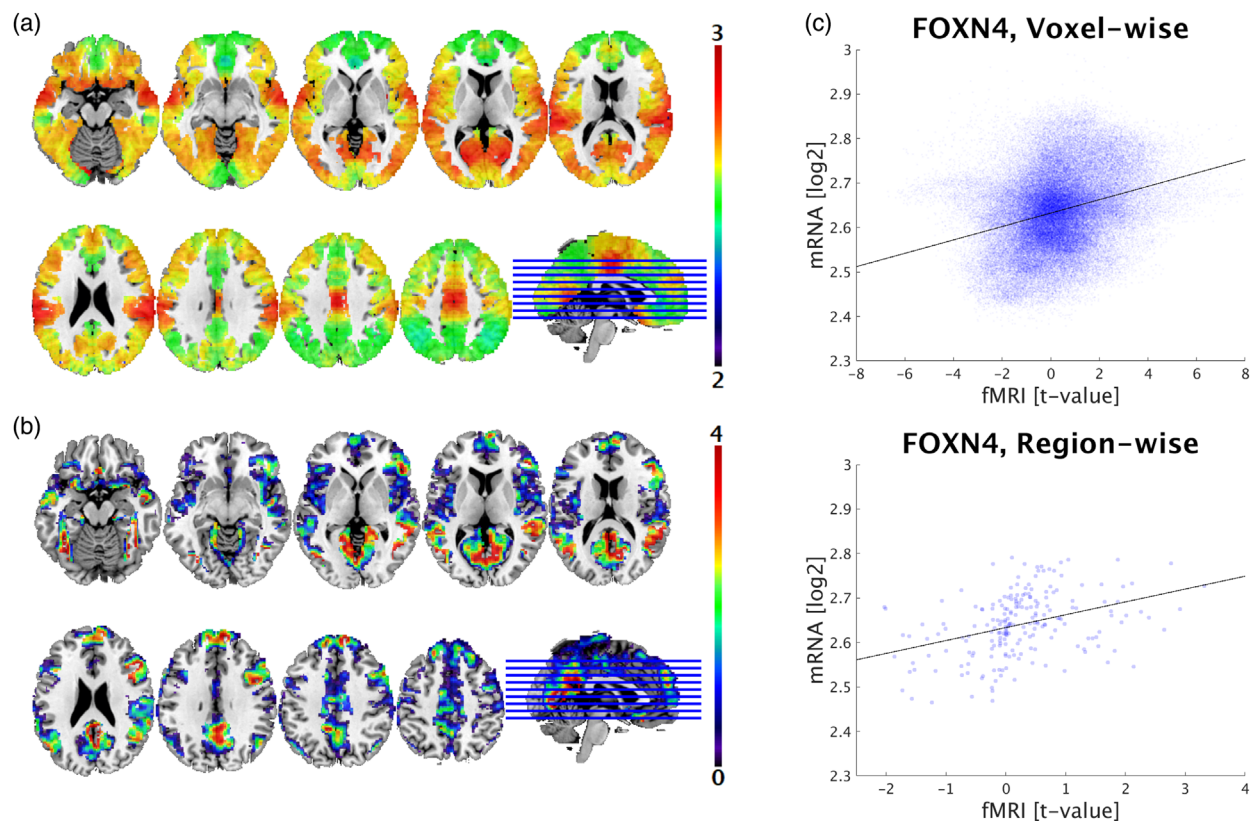 (a)
3
2
(b)
4
0
(c)
FOXN4, Voxel-wise
mRNA [log2]
3
2.9
2.8
2.7
2.6
2.5
2.4
2.3
-8 -6 -4 -2 0 2 4 6 8
fMRI [t-value]
FOXN4, Region-wise
mRNA [log2]
3
2.9
2.8
2.7
2.6
2.5
2.4
2.3
-2 -1 0 1 2 3 4
fMRI [t-value]